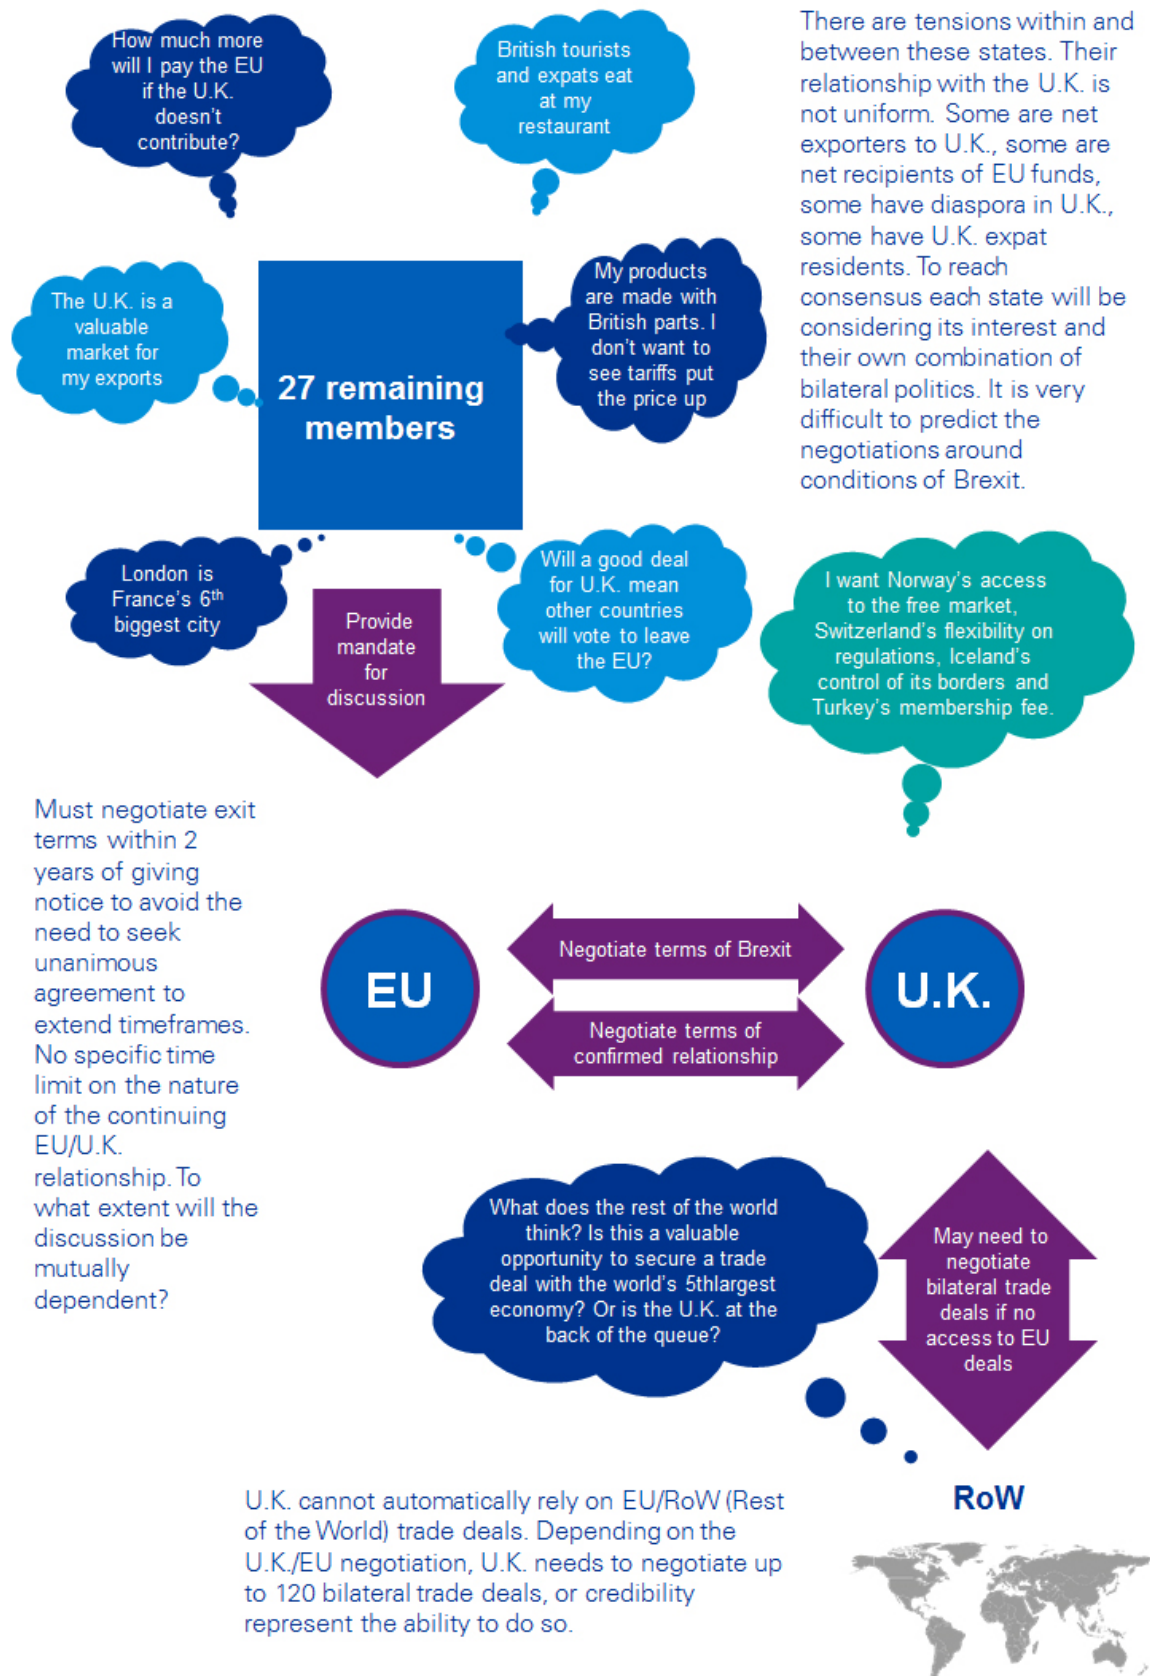 How much more
will I pay the EU
if the U.K.
doesn't
contribute?
British tourists
and expats eat
at my
restaurant
There are tensions within and
between these states. Their
relationship with the U.K. is
not uniform. Some are net
exporters to U.K., some are
net recipients of EU funds,
some have diaspora in U.K.,
some have U.K. expat
residents. To reach
consensus each state will be
considering its interest and
their own combination of
bilateral politics. It is very
difficult to predict the
negotiations around
conditions of Brexit.
The U.K. is a
valuable
market for
my exports
27 remaining
members
My products
are made with
British parts. I
don't want to
see tariffs put
the price up
London is
France's 6th
biggest city
Provide
mandate
for
discussion
Will a good deal
for U.K. mean
other countries
will vote to leave
the EU?
I want Norway's access
to the free market,
Switzerland's flexibility on
regulations, Iceland's
control of its borders and
Turkey's membership fee.
Must negotiate exit
terms within 2
years of giving
notice to avoid the
need to seek
unanimous
agreement to
extend timeframes.
No specific time
limit on the nature
of the continuing
EU/U.K.
relationship. To
what extent will the
discussion be
mutually
dependent?
EU
Negotiate terms of Brexit
Negotiate terms of
confirmed relationship
U.K.
What does the rest of the world
think? Is this a valuable
opportunity to secure a trade
deal with the world's 5thlargest
economy? Or is the U.K. at the
back of the queue?
May need to
negotiate
bilateral trade
deals if no
access to EU
deals
RoW
U.K. cannot automatically rely on EU/RoW (Rest
of the World) trade deals. Depending on the
U.K./EU negotiation, U.K. needs to negotiate up
to 120 bilateral trade deals, or credibility
represent the ability to do so.